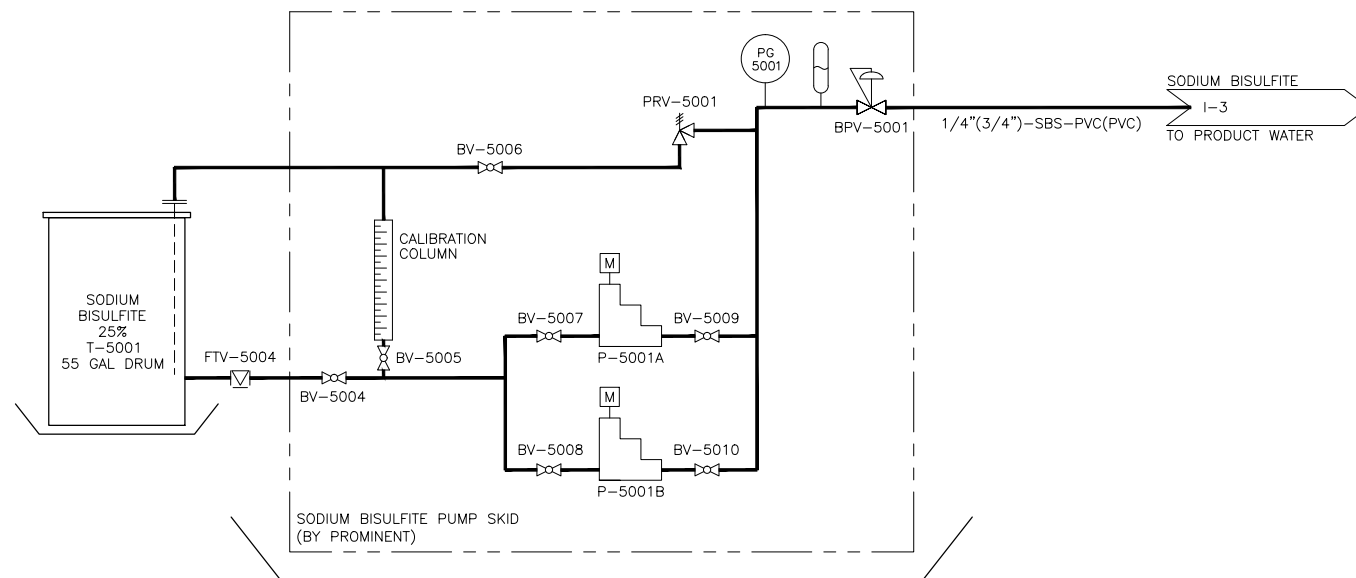 PG
5001
SODIUM BISULFITE
I-3
TO PRODUCT WATER
PRV-5001
BPV-5001
1/4"(3/4")-SBS-PVC(PVC)
BV-5006
CALIBRATION
COLUMN
M
SODIUM
BISULFITE
25%
T-5001
55 GAL DRUM
FTV-5004
BV-5004
BV-5005
BV-5007
BV-5009
P-5001A
M
BV-5008
BV-5010
P-5001B
SODIUM BISULFITE PUMP SKID
(BY PROMINENT)